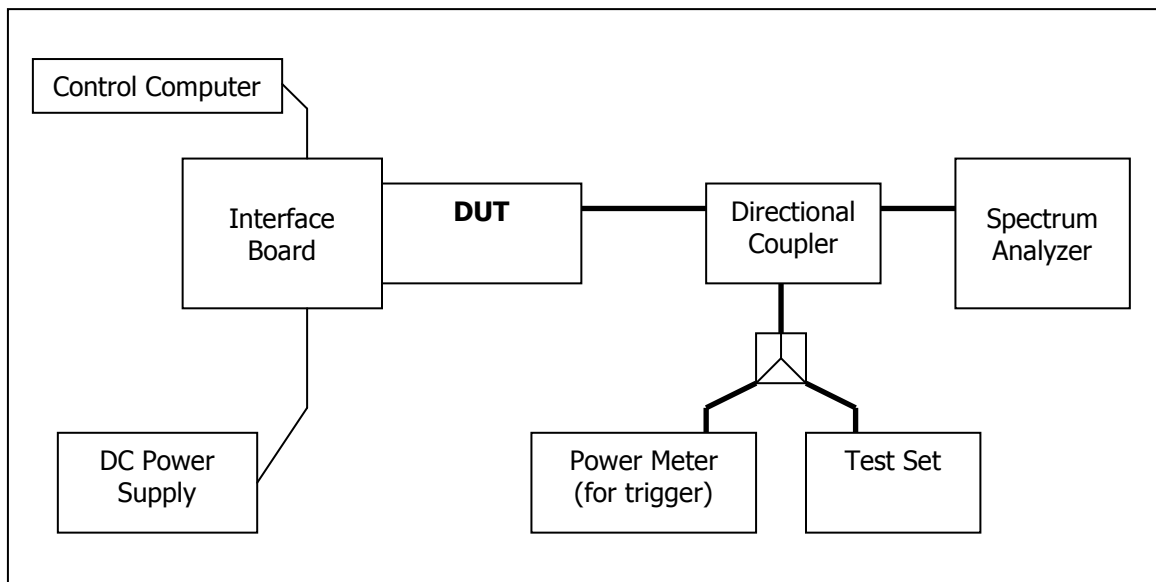 Control Computer
Interface
Board
DUT
Directional
Coupler
Spectrum
Analyzer
DC Power
Supply
Power Meter
(for trigger)
Test Set